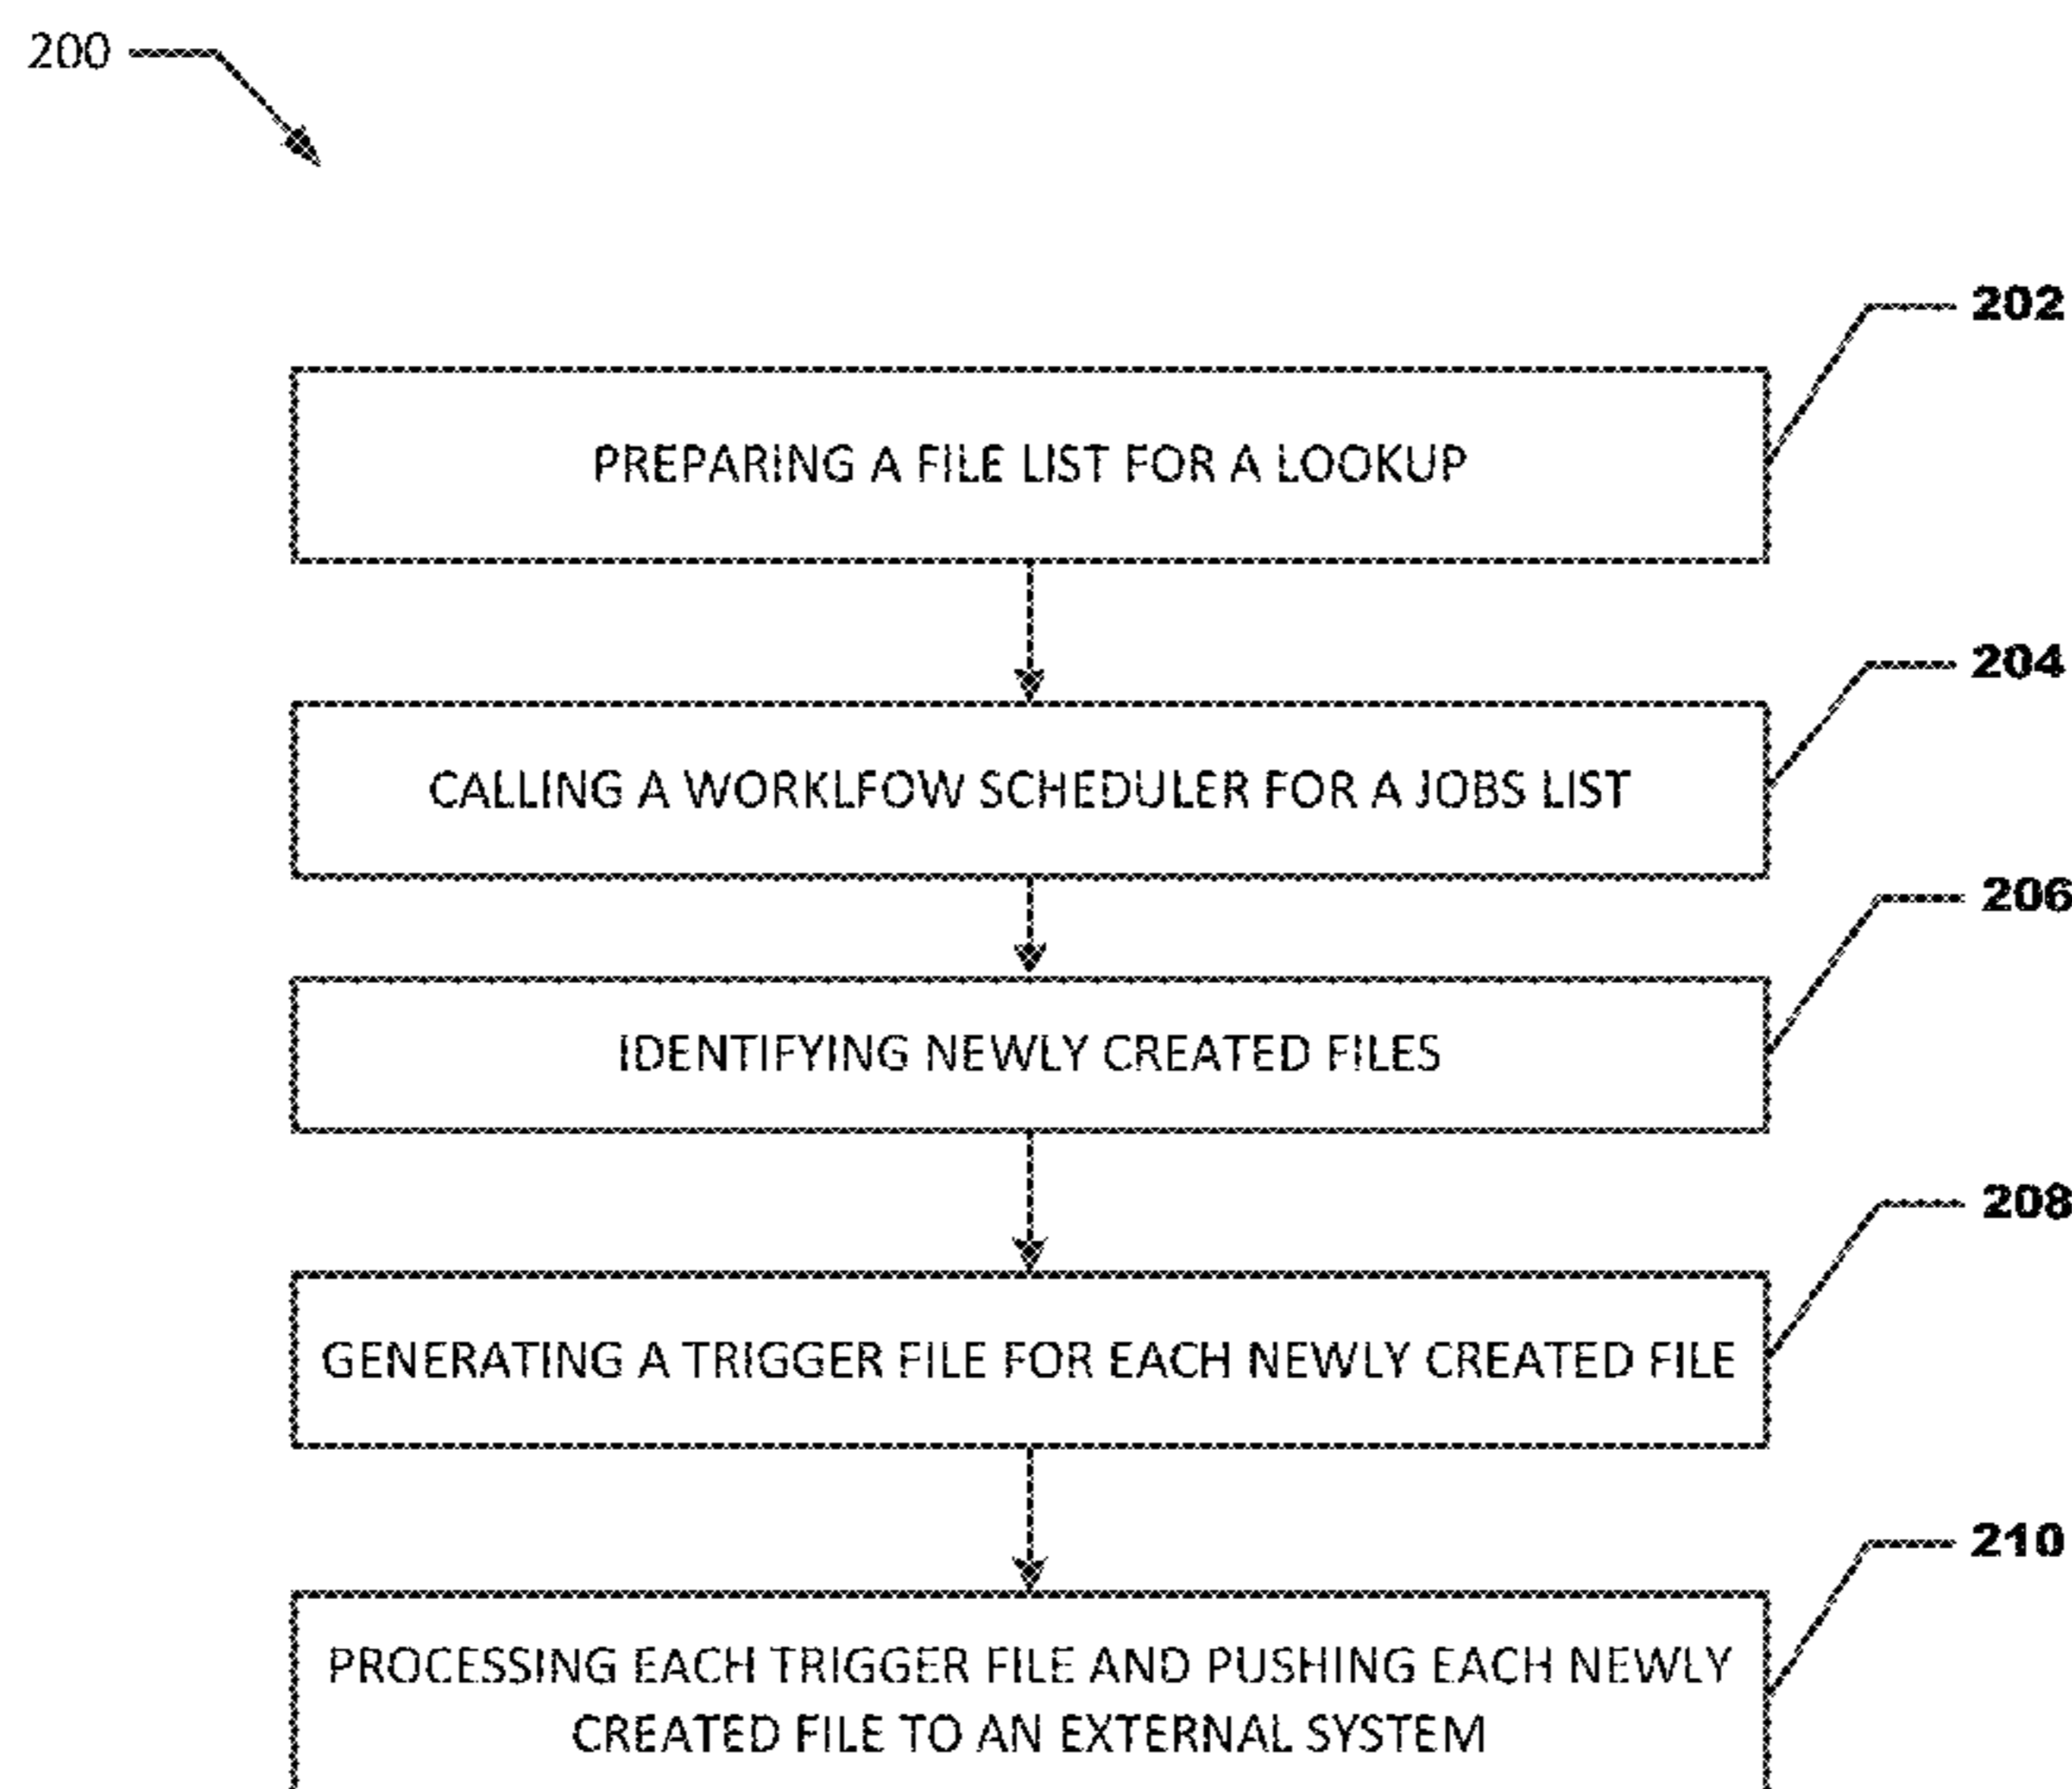 200
202
PREPARING A FILE LIST FOR A LOOKUP
204
CALLING A WORKLFOW SCHEDULER FOR A JOBS LIST
206
IDENTIFYING NEWLY CREATED FILES
208
GENERATING A TRIGGER FILE FOR EACH NEWLY CREATED FILE
210
PROCESSING EACH TRIGGER FILE AND PUSHING EACH NEWLY
CREATED FILE TO AN EXTERNAL SYSTEM